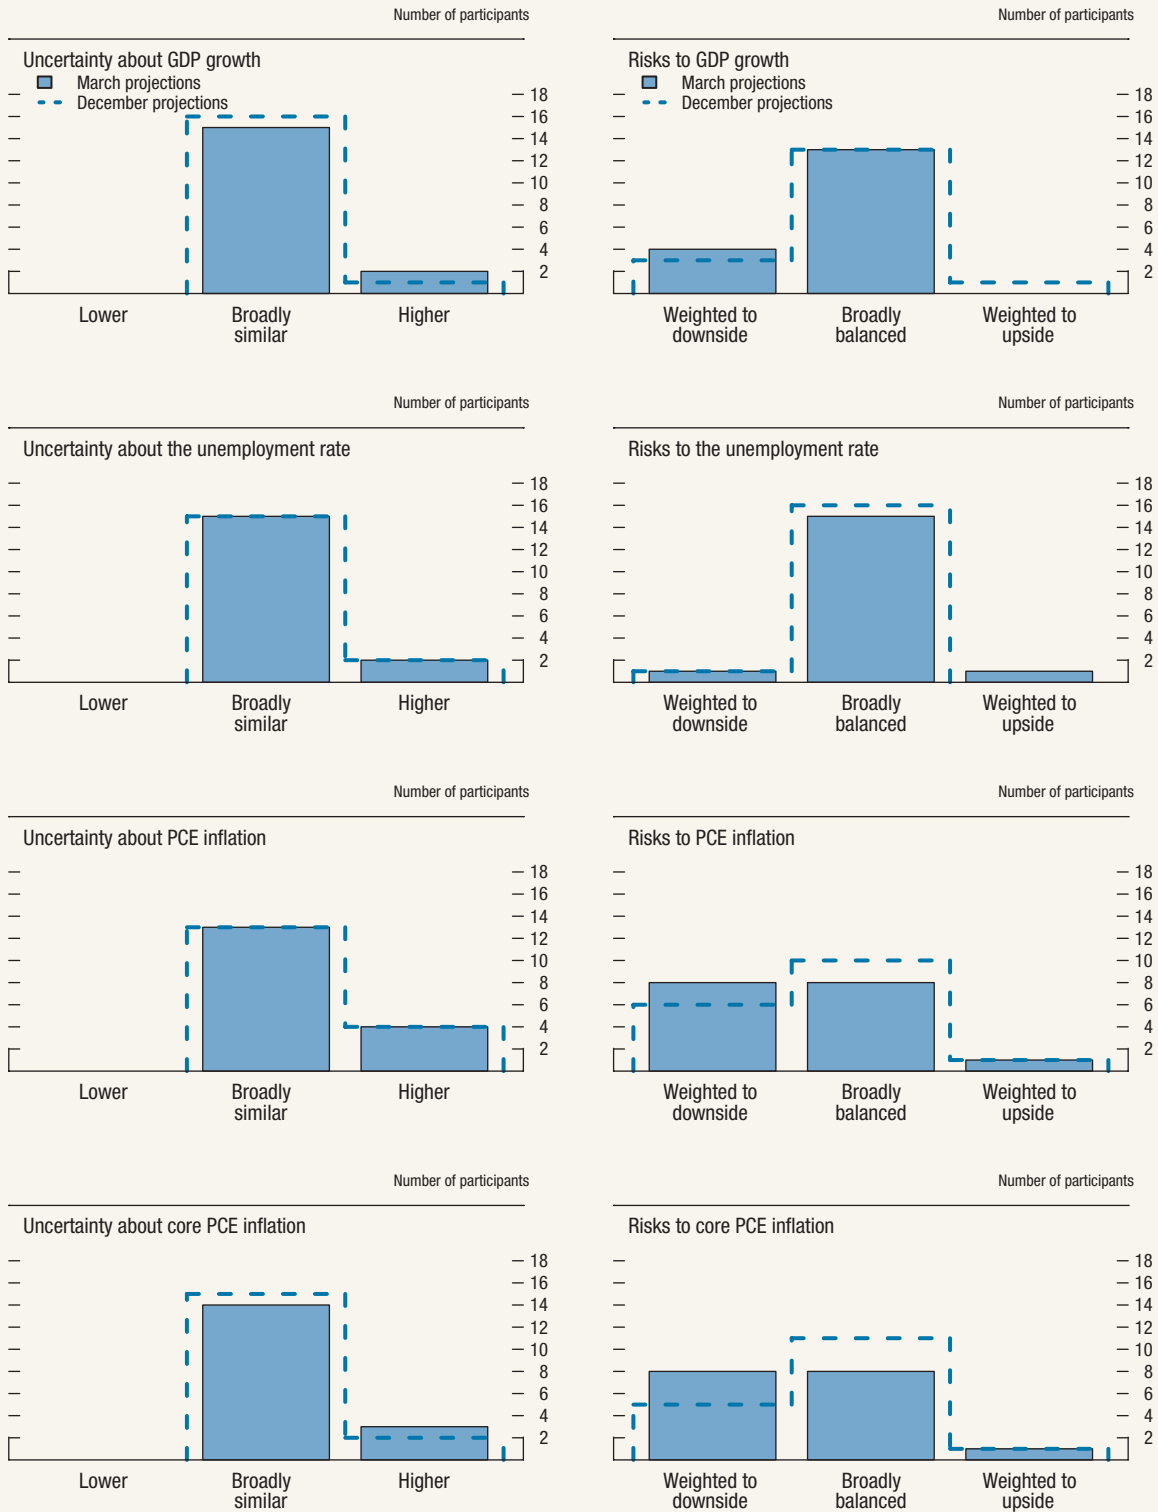 Number of participants
Uncertainty about GDP growth
March projections
December projections
18
16
14
12
10
8
6
4
2
Lower
Broadly
similar
Higher
Number of participants
Risks to GDP growth
March projections
December projections
18
16
14
12
10
8
6
4
2
Weighted to
downside
Broadly
balanced
Weighted to
upside
Number of participants
Uncertainty about the unemployment rate
18
16
14
12
10
8
6
4
2
Lower
Broadly
similar
Higher
Number of participants
Risks to the unemployment rate
18
16
14
12
10
8
6
4
2
Weighted to
downside
Broadly
balanced
Weighted to
upside
Number of participants
Uncertainty about PCE inflation
18
16
14
12
10
8
6
4
2
Lower
Broadly
similar
Higher
Number of participants
Risks to PCE inflation
18
16
14
12
10
8
6
4
2
Weighted to
downside
Broadly
balanced
Weighted to
upside
Number of participants
Uncertainty about core PCE inflation
18
16
14
12
10
8
6
4
2
Lower
Broadly
similar
Higher
Number of participants
Risks to core PCE inflation
18
16
14
12
10
8
6
4
2
Weighted to
downside
Broadly
balanced
Weighted to
upside